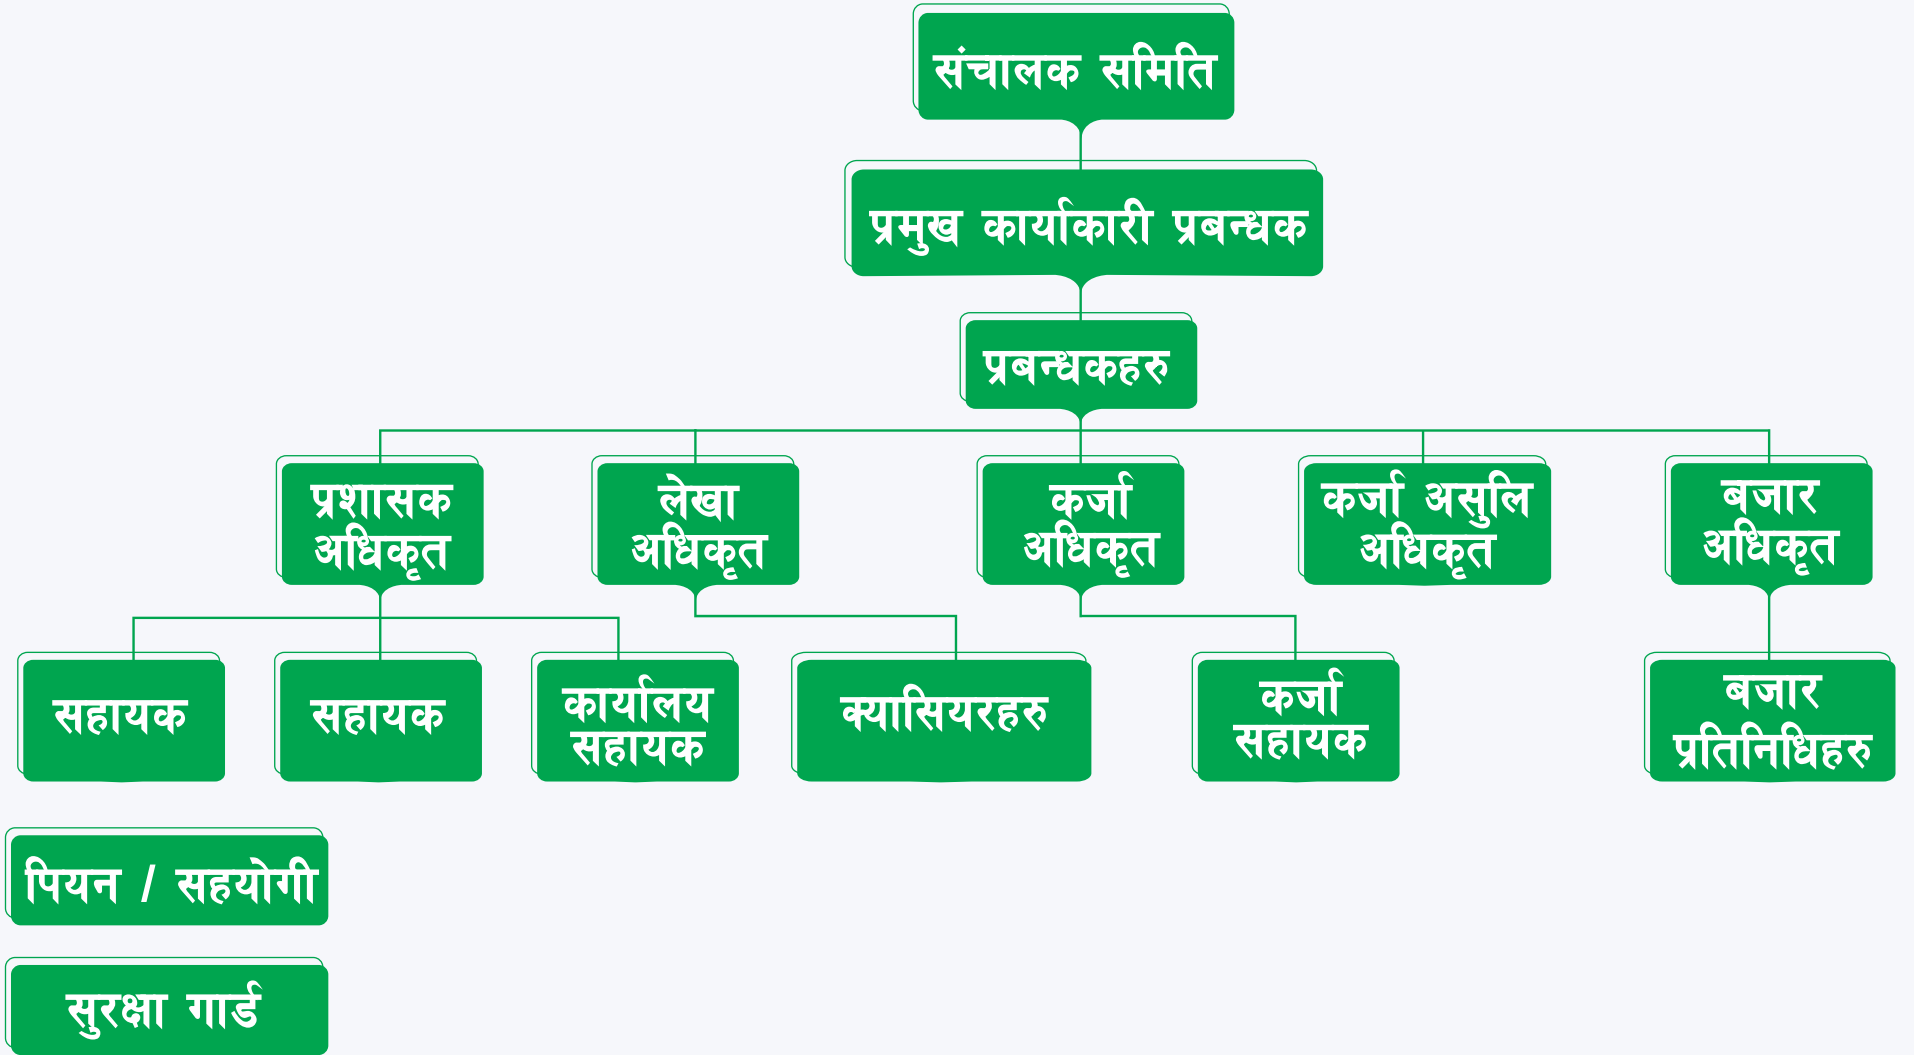 संचालक समिति
प्रमुख कार्याकारी प्रबन्धक
प्रबन्धकहरु
प्रशासक
अधिकृत
लेखा
अधिकृत
कर्जा
अधिकृत
कर्जा असुलि
अधिकृत
बजार
अधिकृत
सहायक
सहायक
कार्यालय
सहायक
क्यासियरहरु
कर्जा
सहायक
बजार
प्रतिनिधिहरु
पियन / सहयोगी
सुरक्षा गार्ड